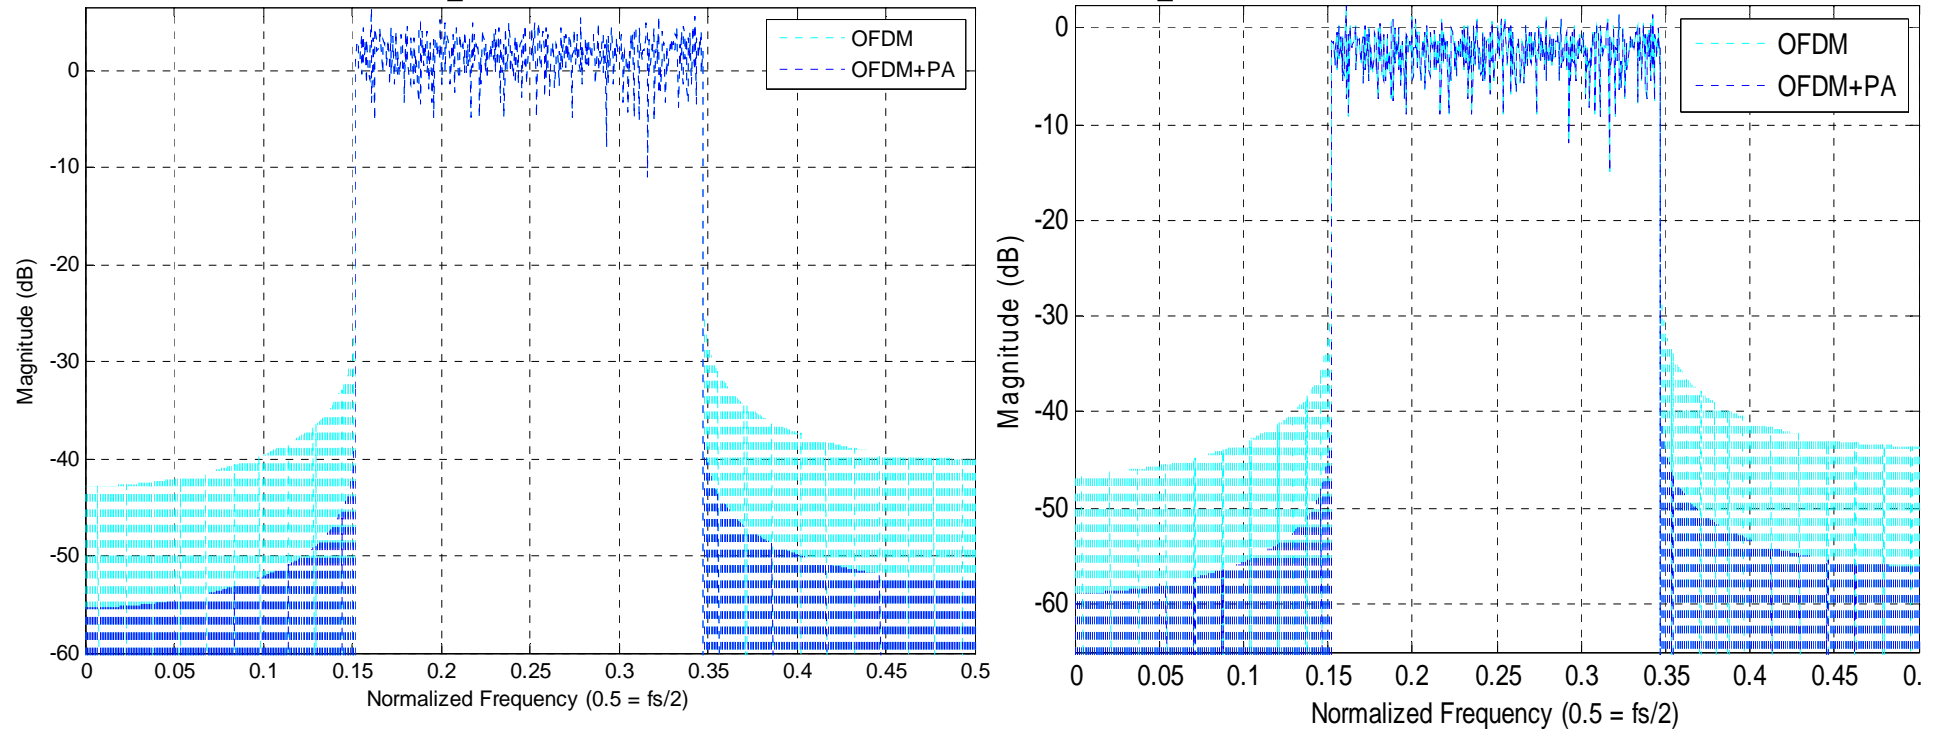 OFDM
OFDM+PA
0
-10
-20
-30
-40
-50
-60
Magnitude (dB)
0 0.05 0.1 0.15 0.2 0.25 0.3 0.35 0.4 0.45 0.5
Normalized Frequency (0.5 = fs/2)
OFDM
OFDM+PA
0
-10
-20
-30
-40
-50
-60
Magnitude (dB)
0 0.05 0.1 0.15 0.2 0.25 0.3 0.35 0.4 0.45 0.
Normalized Frequency (0.5 = fs/2)